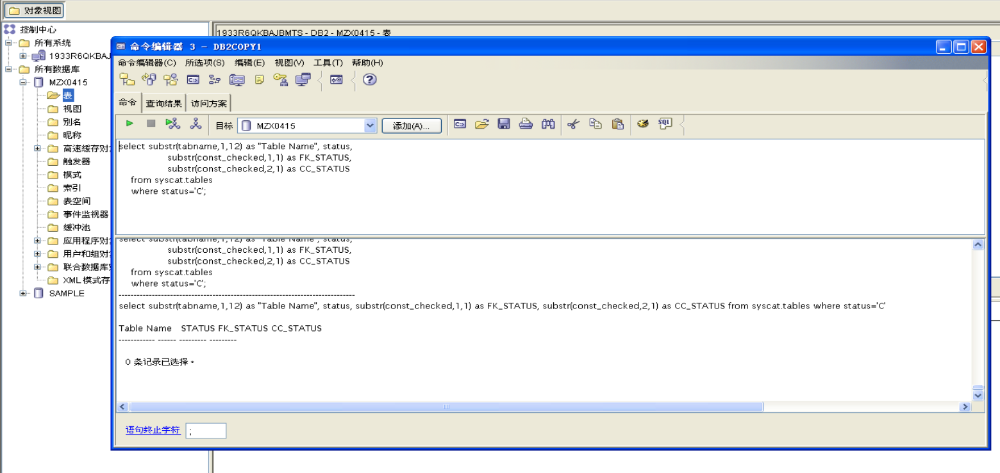 对象视图
控制中心
所有系统
1933R6QKBAJ
所有数据库
MZX0415
表
视图
别名
昵称
高速缓存对
触发器
模式
索引
表空间
事件监视器
缓冲池
应用程序对
用户和组对
联合数据库
XML 模式存
SAMPLE
1933R6QKBAJBMTS - DB2 - MZX0415 - 表
命令编辑器 3 - DB2COPY1
命令编辑器(C) 所选项(S) 编辑(E) 视图(V) 工具(T) 帮助(H)
命令 查询结果 访问方案
目标 MZX0415 添加(A)... SQL
select substr(tabname,1,12) as "Table Name", status,
substr(const_checked,1,1) as FK_STATUS,
substr(const_checked,2,1) as CC_STATUS
from syscat.tables
where status='C';
select substr(tabname,1,12) as "Table Name", status,
substr(const_checked,1,1) as FK_STATUS,
substr(const_checked,2,1) as CC_STATUS
from syscat.tables
where status='C';
------------------------------------------------------------------------------
select substr(tabname,1,12) as "Table Name", status, substr(const_checked,1,1) as FK_STATUS, substr(const_checked,2,1) as CC_STATUS from syscat.tables where status='C'
Table Name STATUS FK_STATUS CC_STATUS
------------ ------ --------- ---------
0 条记录已选择。
语句终止字符 ;